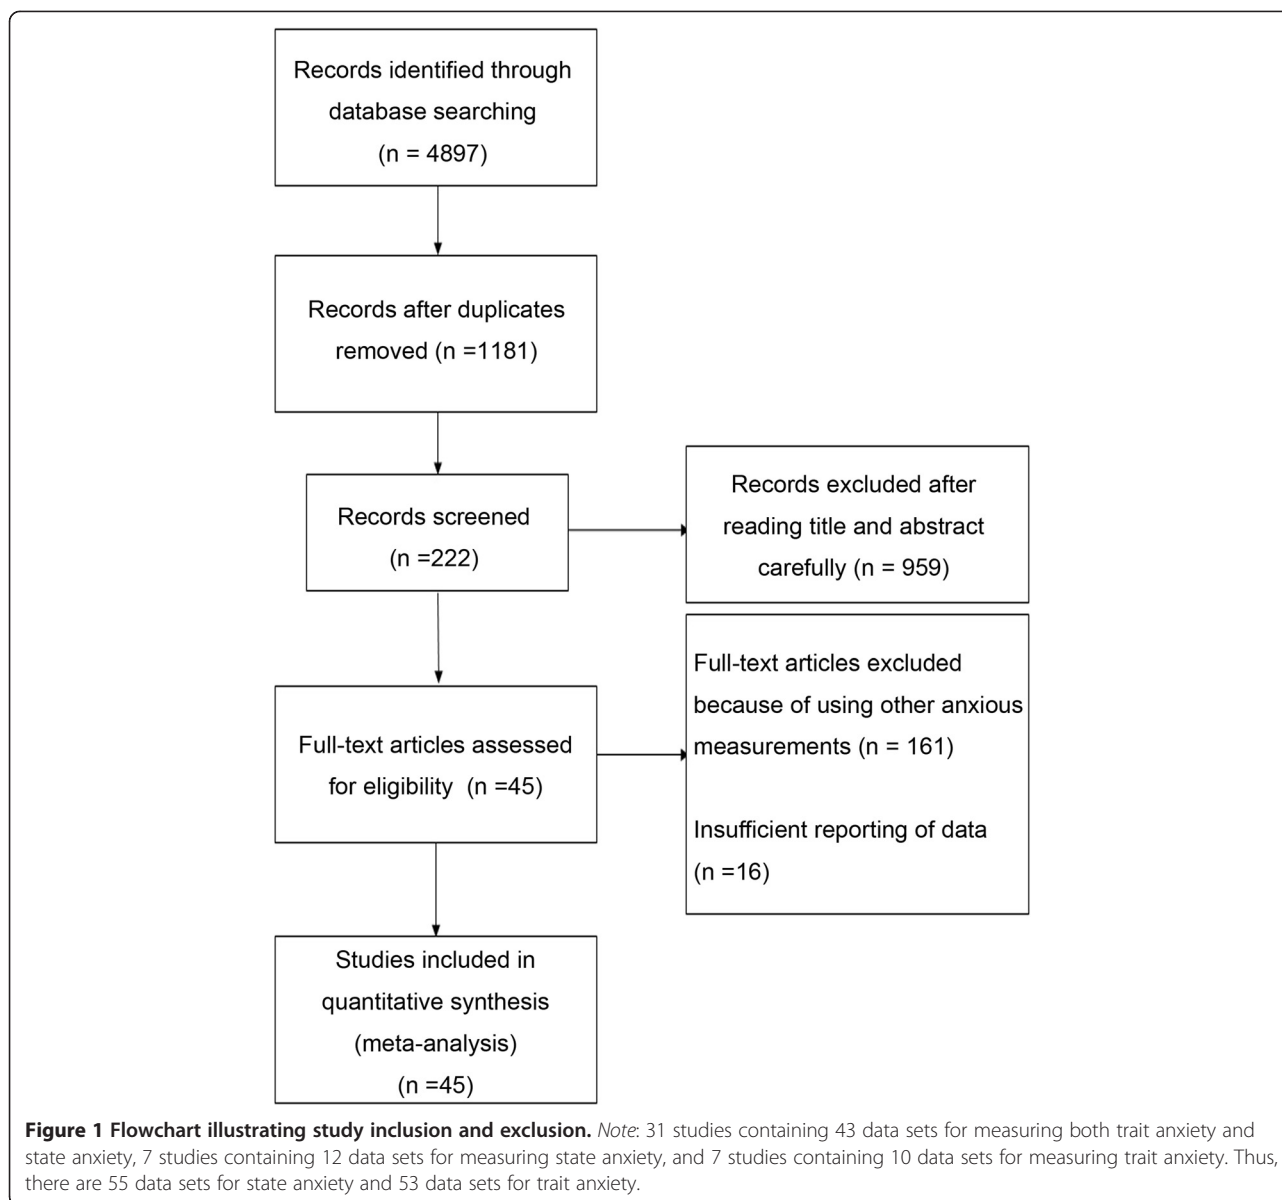 Records identified through
database searching
(n = 4897)
Records after duplicates
removed (n =1181)
Records screened
(n =222)
Records excluded after
reading title and abstract
carefully (n = 959)
Full-text articles assessed
for eligibility (n =45)
Full-text articles excluded
because of using other anxious
measurements (n = 161)
Insufficient reporting of data
(n =16)
Studies included in
quantitative synthesis
(meta-analysis)
(n =45)
Figure 1 Flowchart illustrating study inclusion and exclusion. Note: 31 studies containing 43 data sets for measuring both trait anxiety and
state anxiety, 7 studies containing 12 data sets for measuring state anxiety, and 7 studies containing 10 data sets for measuring trait anxiety. Thus,
there are 55 data sets for state anxiety and 53 data sets for trait anxiety.